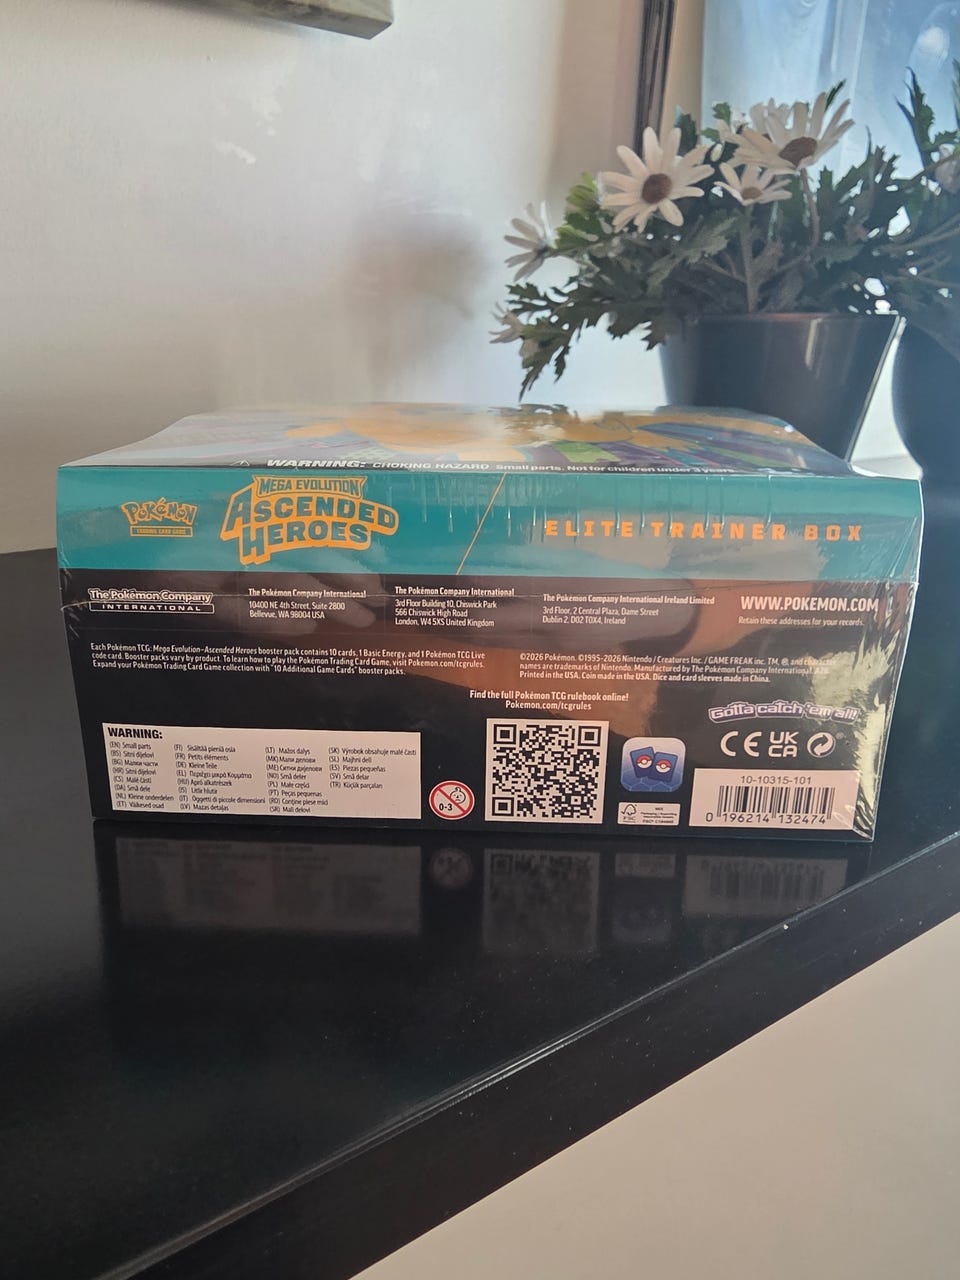 WARNING: CHOKING HAZARD. Small parts. Not for children under 3 years.
Pokémon
TRADING CARD GAME
MEGA EVOLUTION
ASCENDED
HEROES
ELITE TRAINER BOX
The Pokémon Company
INTERNATIONAL
The Pokémon Company International
10400 NE 4th Street, Suite 2800
Bellevue, WA 98004 USA
The Pokémon Company International
3rd Floor Building 10, Chiswick Park
566 Chiswick High Road
London, W4 5XS United Kingdom
The Pokémon Company International Ireland Limited
3rd Floor, 2 Central Plaza, Dame Street
Dublin 2, D02 T0X4, Ireland
WWW.POKEMON.COM
Retain these addresses for your records.
Each Pokémon TCG: Mega Evolution—Ascended Heroes booster pack contains 10 cards, 1 Basic Energy, and 1 Pokémon TCG Live
code card. Booster packs vary by product. To learn how to play the Pokémon Trading Card Game, visit Pokemon.com/tcgrules.
Expand your Pokémon Trading Card Game collection with "10 Additional Game Cards" booster packs.
©2026 Pokémon. ©1995–2026 Nintendo / Creatures Inc. / GAME FREAK inc. TM, ®, and character
names are trademarks of Nintendo. Manufactured by The Pokémon Company International.
Printed in the USA. Coin made in the USA. Dice and card sleeves made in China.
Find the full Pokémon TCG rulebook online!
Pokemon.com/tcgrules
Gotta catch 'em all!
WARNING:
(EN) Small parts
(BS) Sitni dijelovi
(BG) Малки части
(HR) Sitni dijelovi
(CS) Malé části
(DA) Små dele
(NL) Kleine onderdelen
(ET) Väikesed osad
(FI) Sisältää pieniä osia
(FR) Petits éléments
(DE) Kleine Teile
(EL) Περιέχει μικρά Κομμάτια
(HU) Apró alkatrészek
(IS) Litlir hlutir
(IT) Oggetti di piccole dimensioni
(LV) Mazas detaļas
(LT) Mažos dalys
(MK) Мали делови
(ME) Ситни дијелови
(NO) Små deler
(PL) Małe części
(PT) Peças pequenas
(RO) Conține piese mici
(SR) Mali delovi
(SK) Výrobok obsahuje malé časti
(SL) Majhni deli
(ES) Piezas pequeñas
(SV) Små delar
(TR) Küçük parçalar
0-3
FSC
MIX
CE
UK
CA
10-10315-101
0 196214 132474